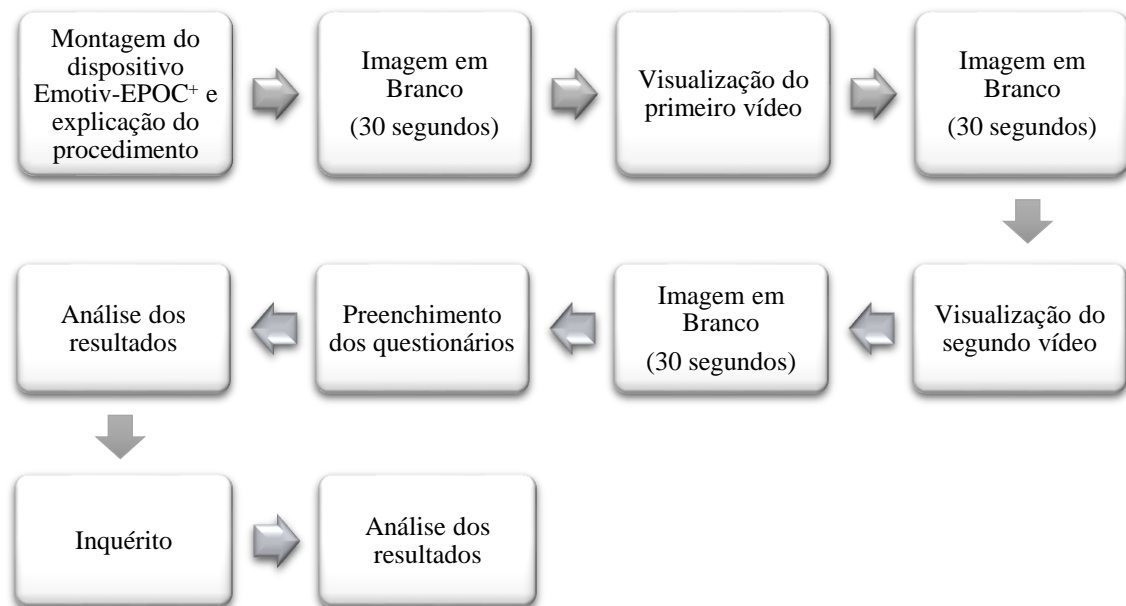 Montagem do
dispositivo
Emotiv-EPOC⁺ e
explicação do
procedimento
Imagem em
Branco
(30 segundos)
Visualização do
primeiro vídeo
Imagem em
Branco
(30 segundos)
Visualização do
segundo vídeo
Imagem em
Branco
(30 segundos)
Preenchimento
dos questionários
Análise dos
resultados
Inquérito
Análise dos
resultados